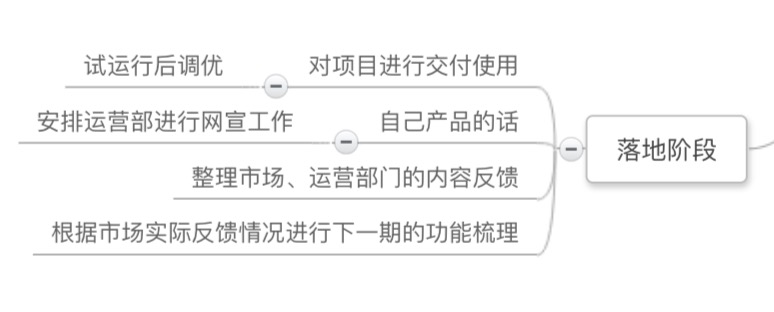 试运行后调优
对项目进行交付使用
安排运营部进行网宣工作
自己产品的话
落地阶段
整理市场、运营部门的内容反馈
根据市场实际反馈情况进行下一期的功能梳理